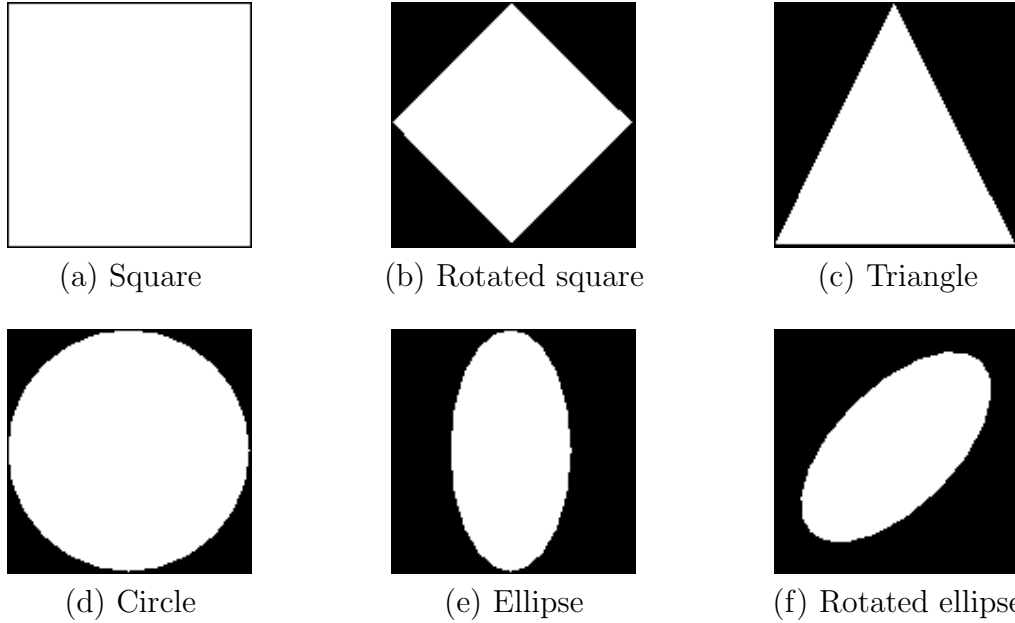 (a) Square
(b) Rotated square
(c) Triangle
(d) Circle
(e) Ellipse
(f) Rotated ellipse